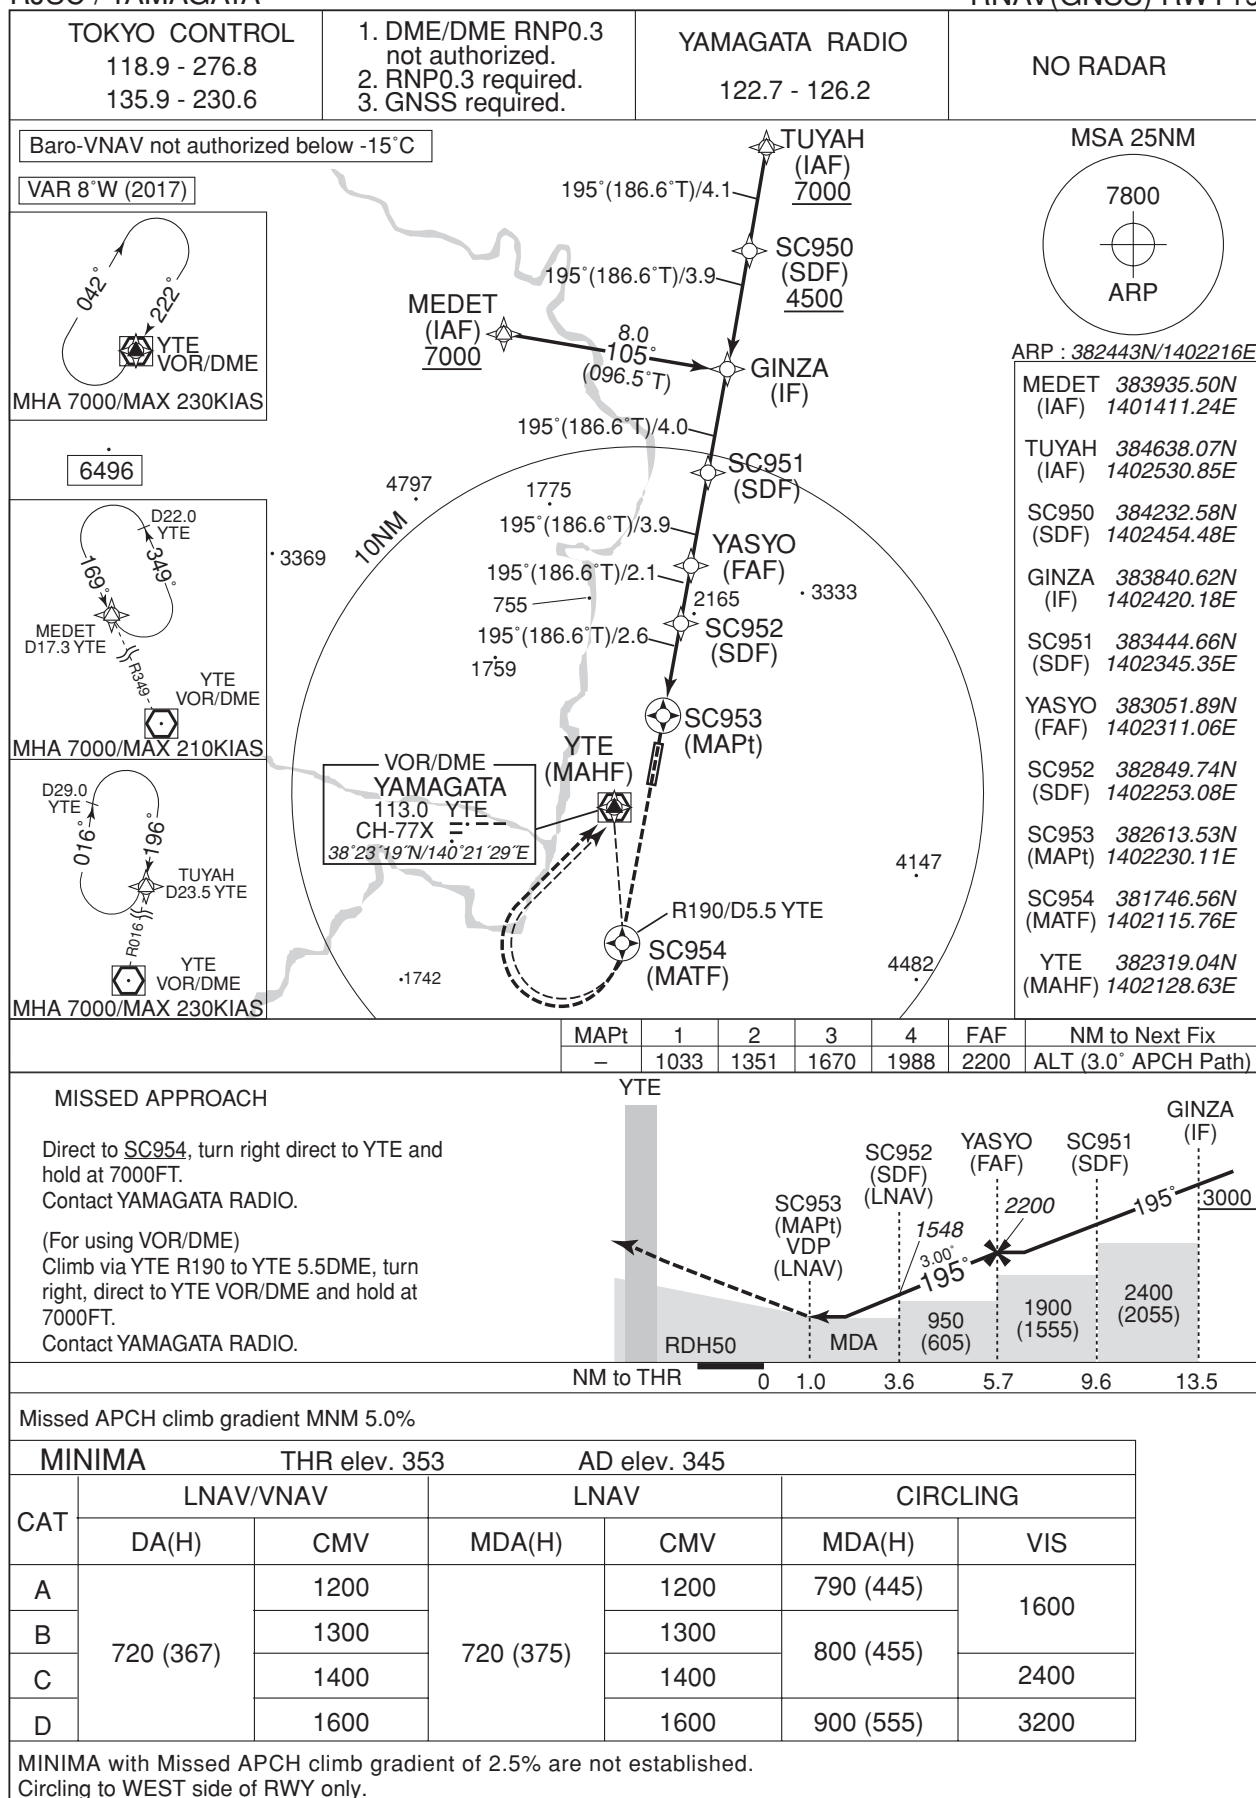 TOKYO CONTROL
118.9 - 276.8
135.9 - 230.6
1. DME/DME RNP0.3
not authorized.
2. RNP0.3 required.
3. GNSS required.
YAMAGATA RADIO
122.7 - 126.2
NO RADAR
Baro-VNAV not authorized below -15˚C
VAR 8˚W (2017)
042˚
222˚
YTE
VOR/DME
MHA 7000/MAX 230KIAS
6496
D22.0
YTE
169˚
349˚
MEDET
D17.3 YTE
R349
YTE
VOR/DME
MHA 7000/MAX 210KIAS
D29.0
YTE
016˚
196˚
TUYAH
D23.5 YTE
R016
YTE
VOR/DME
MHA 7000/MAX 230KIAS
TUYAH
(IAF)
7000
195˚(186.6˚T)/4.1
SC950
(SDF)
4500
195˚(186.6˚T)/3.9
MEDET
(IAF)
7000
8.0
105˚
(096.5˚T)
GINZA
(IF)
195˚(186.6˚T)/4.0
SC951
(SDF)
4797
1775
10NM
3369
195˚(186.6˚T)/3.9
YASYO
(FAF)
195˚(186.6˚T)/2.1
755
2165
3333
SC952
(SDF)
195˚(186.6˚T)/2.6
1759
SC953
(MAPt)
YTE
(MAHF)
VOR/DME
YAMAGATA
113.0 YTE
CH-77X
38˚23´19˝N/140˚21´29˝E
4147
R190/D5.5 YTE
SC954
(MATF)
1742
4482
MSA 25NM
7800
ARP
ARP : 382443N/1402216E
MEDET 383935.50N
(IAF) 1401411.24E
TUYAH 384638.07N
(IAF) 1402530.85E
SC950 384232.58N
(SDF) 1402454.48E
GINZA 383840.62N
(IF) 1402420.18E
SC951 383444.66N
(SDF) 1402345.35E
YASYO 383051.89N
(FAF) 1402311.06E
SC952 382849.74N
(SDF) 1402253.08E
SC953 382613.53N
(MAPt) 1402230.11E
SC954 381746.56N
(MATF) 1402115.76E
YTE 382319.04N
(MAHF) 1402128.63E
MAPt 1 2 3 4 FAF NM to Next Fix
– 1033 1351 1670 1988 2200 ALT (3.0˚ APCH Path)
MISSED APPROACH
Direct to SC954, turn right direct to YTE and
hold at 7000FT.
Contact YAMAGATA RADIO.
(For using VOR/DME)
Climb via YTE R190 to YTE 5.5DME, turn
right, direct to YTE VOR/DME and hold at
7000FT.
Contact YAMAGATA RADIO.
YTE
GINZA
(IF)
SC951
(SDF)
YASYO
(FAF)
SC952
(SDF)
(LNAV)
SC953
(MAPt)
VDP
(LNAV)
3000
195˚
2200
1548
3.00˚
195˚
2400
(2055)
1900
(1555)
950
(605)
MDA
RDH50
NM to THR 0 1.0 3.6 5.7 9.6 13.5
Missed APCH climb gradient MNM 5.0%
MINIMA THR elev. 353 AD elev. 345
CAT LNAV/VNAV LNAV CIRCLING
DA(H) CMV MDA(H) CMV MDA(H) VIS
A 720 (367) 1200 720 (375) 1200 790 (445) 1600
B 1300 1300 800 (455)
C 1400 1400 2400
D 1600 1600 900 (555) 3200
MINIMA with Missed APCH climb gradient of 2.5% are not established.
Circling to WEST side of RWY only.